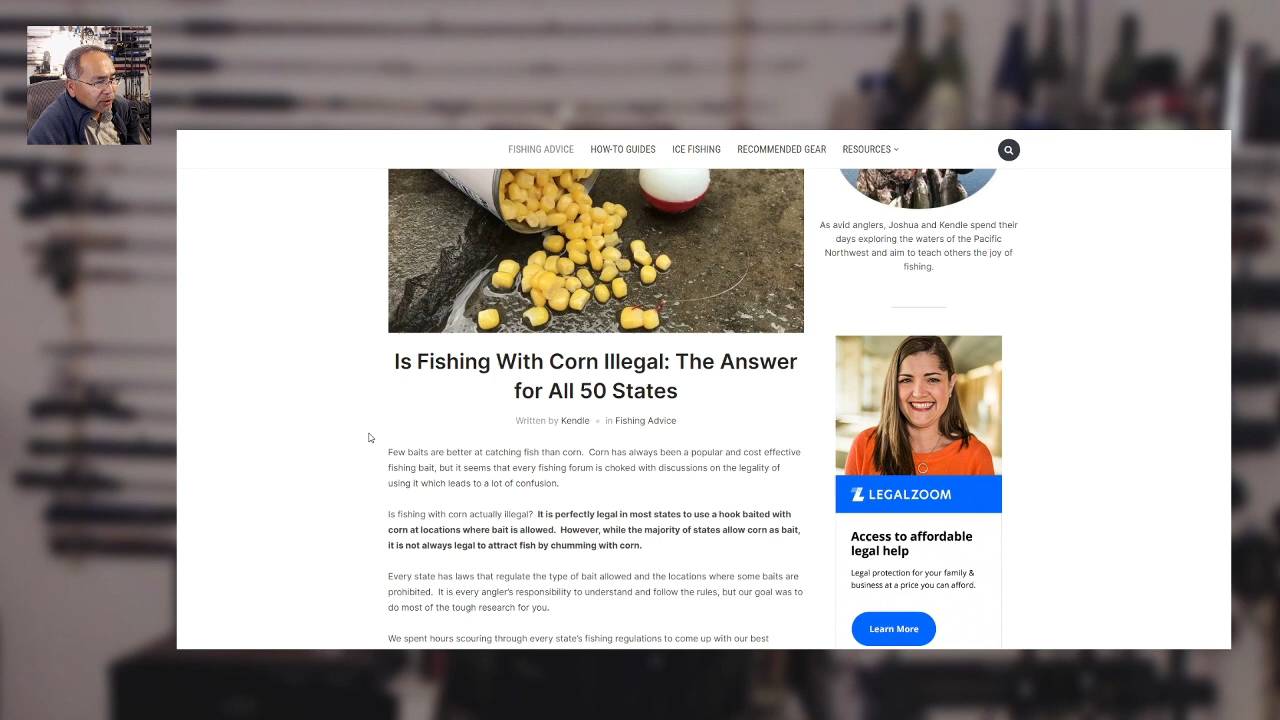 FISHING ADVICE HOW-TO GUIDES ICE FISHING RECOMMENDED GEAR RESOURCES
Is Fishing With Corn Illegal: The Answer
for All 50 States
Written by Kendle in Fishing Advice
Few baits are better at catching fish than corn. Corn has always been a popular and cost effective
fishing bait, but it seems that every fishing forum is choked with discussions on the legality of
using it which leads to a lot of confusion.
Is fishing with corn actually illegal? It is perfectly legal in most states to use a hook baited with
corn at locations where bait is allowed. However, while the majority of states allow corn as bait,
it is not always legal to attract fish by chumming with corn.
Every state has laws that regulate the type of bait allowed and the locations where some baits are
prohibited. It is every angler's responsibility to understand and follow the rules, but our goal was to
do most of the tough research for you.
We spent hours scouring through every state's fishing regulations to come up with our best
As avid anglers, Joshua and Kendle spend their
days exploring the waters of the Pacific
Northwest and aim to teach others the joy of
fishing.
LEGALZOOM
Access to affordable
legal help
Legal protection for your family &
business at a price you can afford.
Learn More